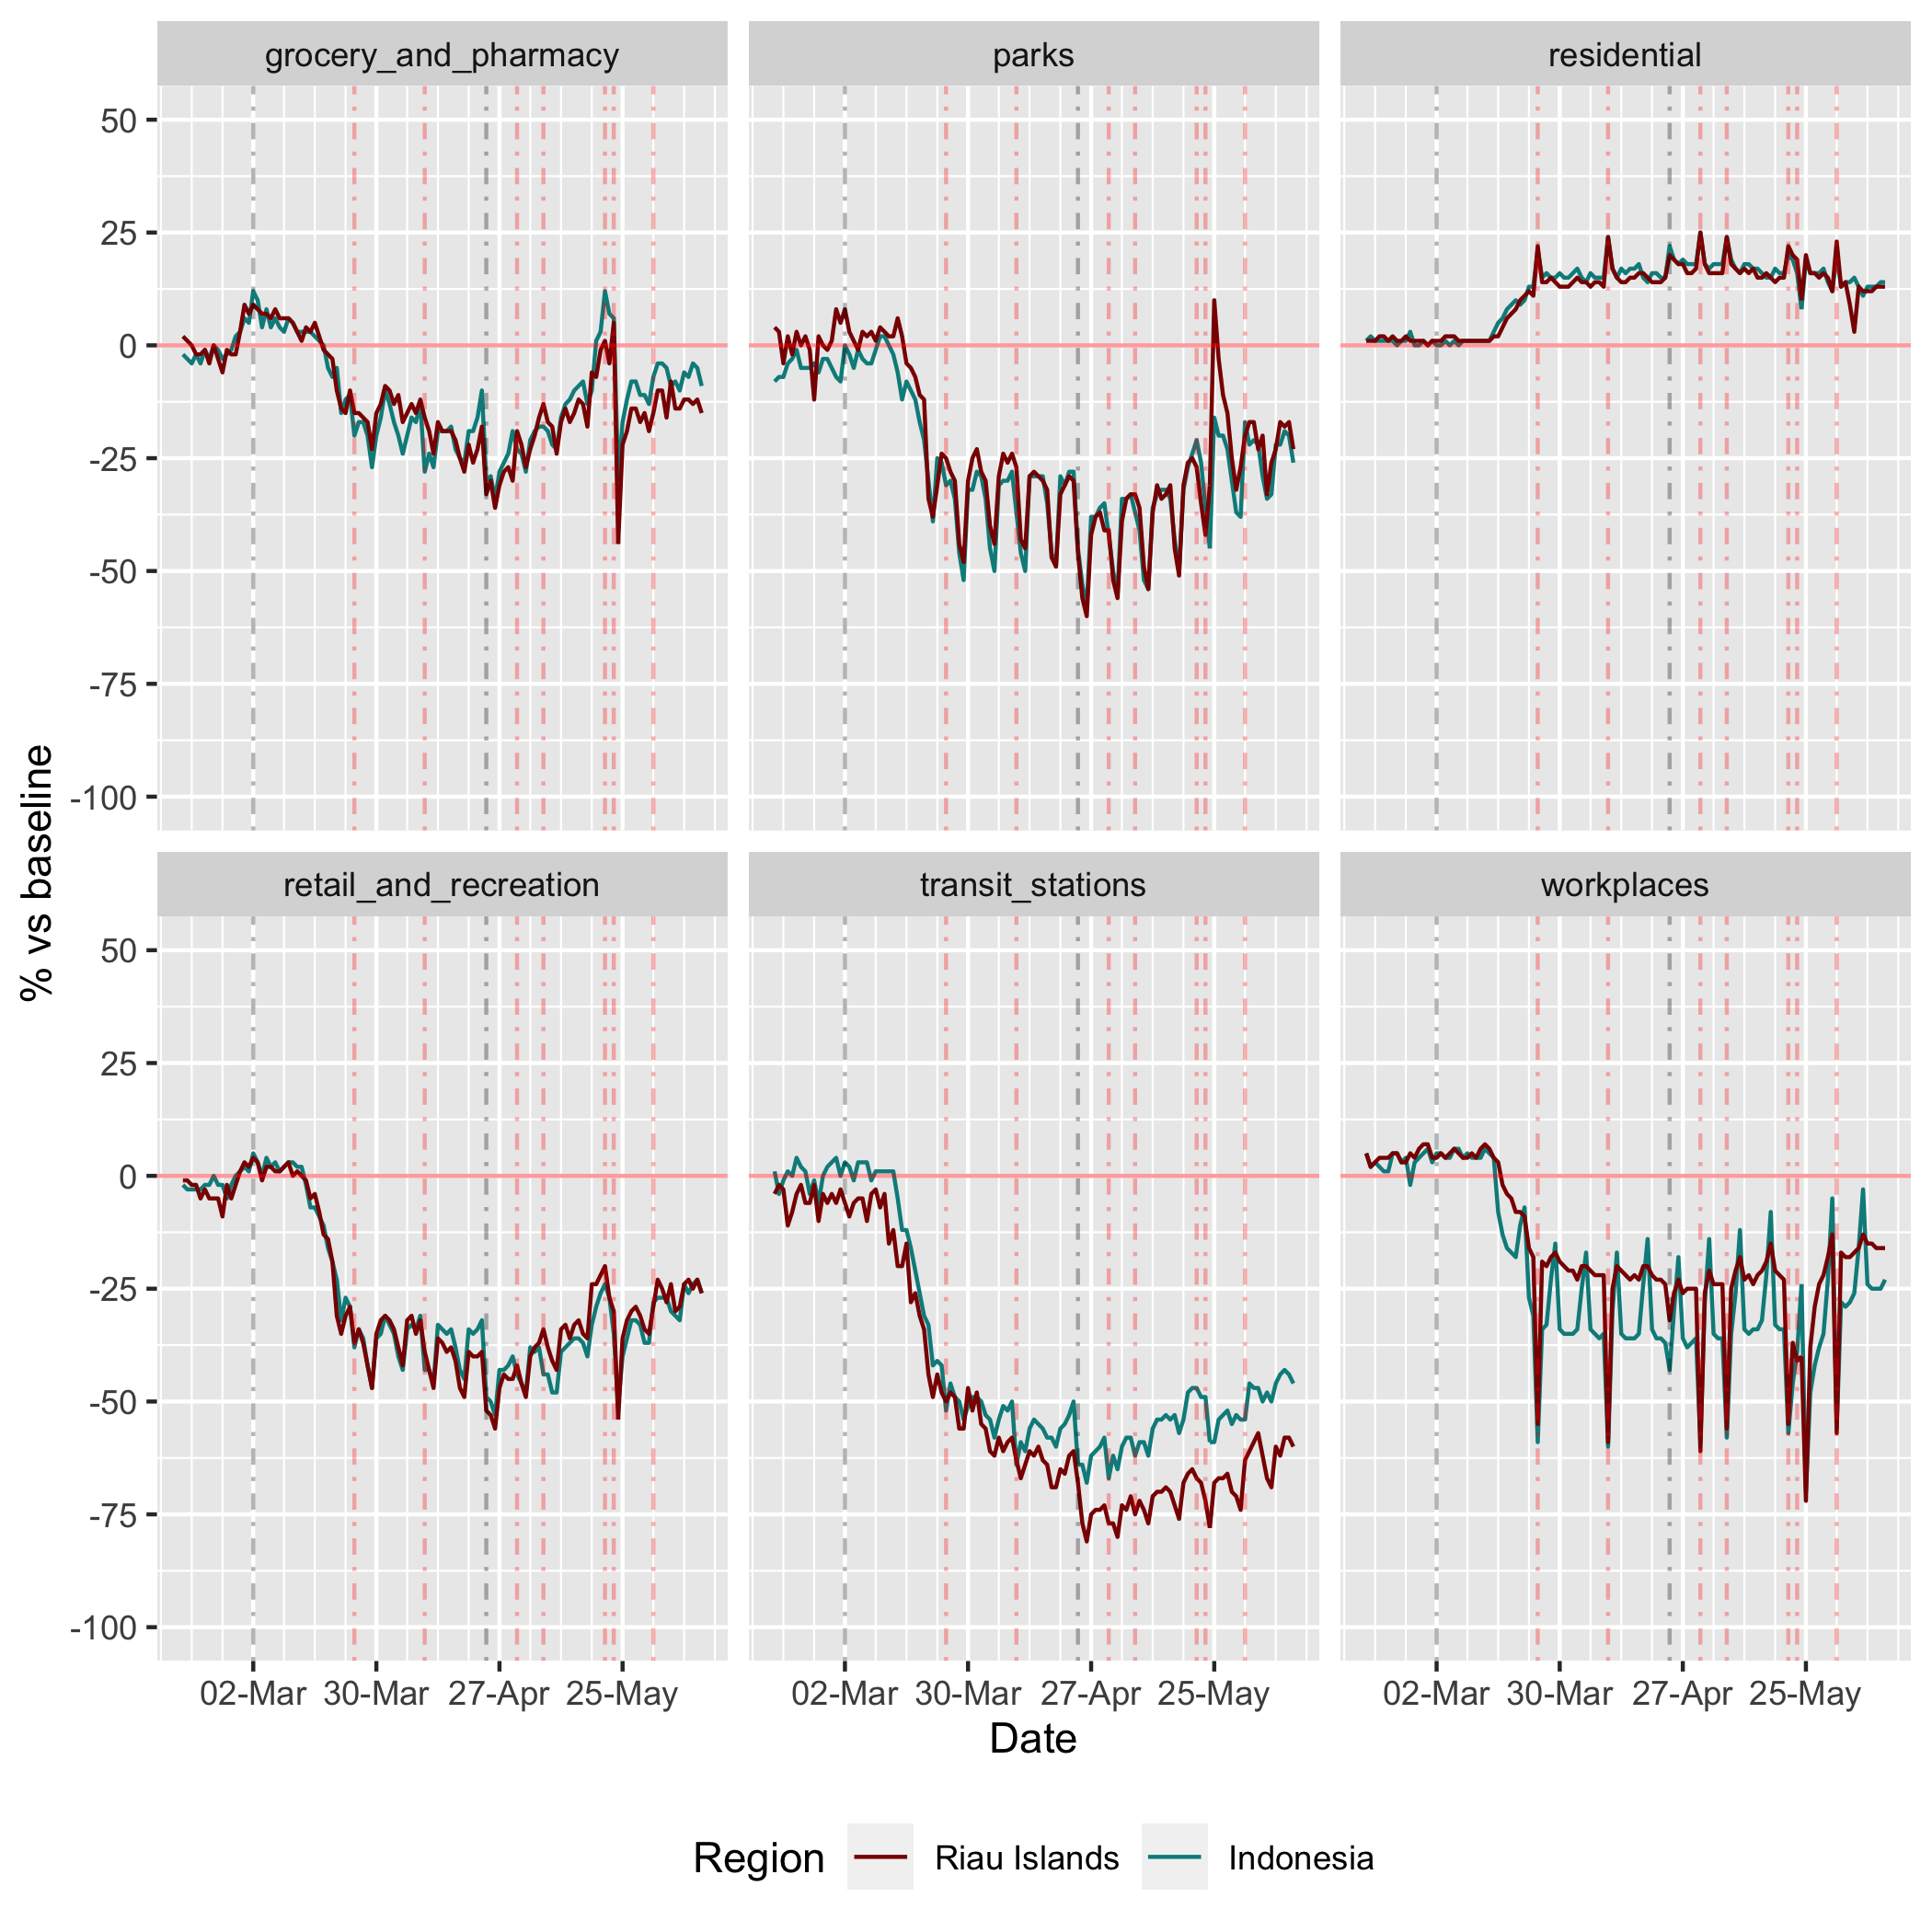 grocery_and_pharmacy
parks
residential
50
25
0
-25
-50
-75
-100
retail_and_recreation
transit_stations
workplaces
50
25
0
-25
-50
-75
-100
% vs baseline
02-Mar 30-Mar 27-Apr 25-May
02-Mar 30-Mar 27-Apr 25-May
02-Mar 30-Mar 27-Apr 25-May
Date
Region Riau Islands Indonesia